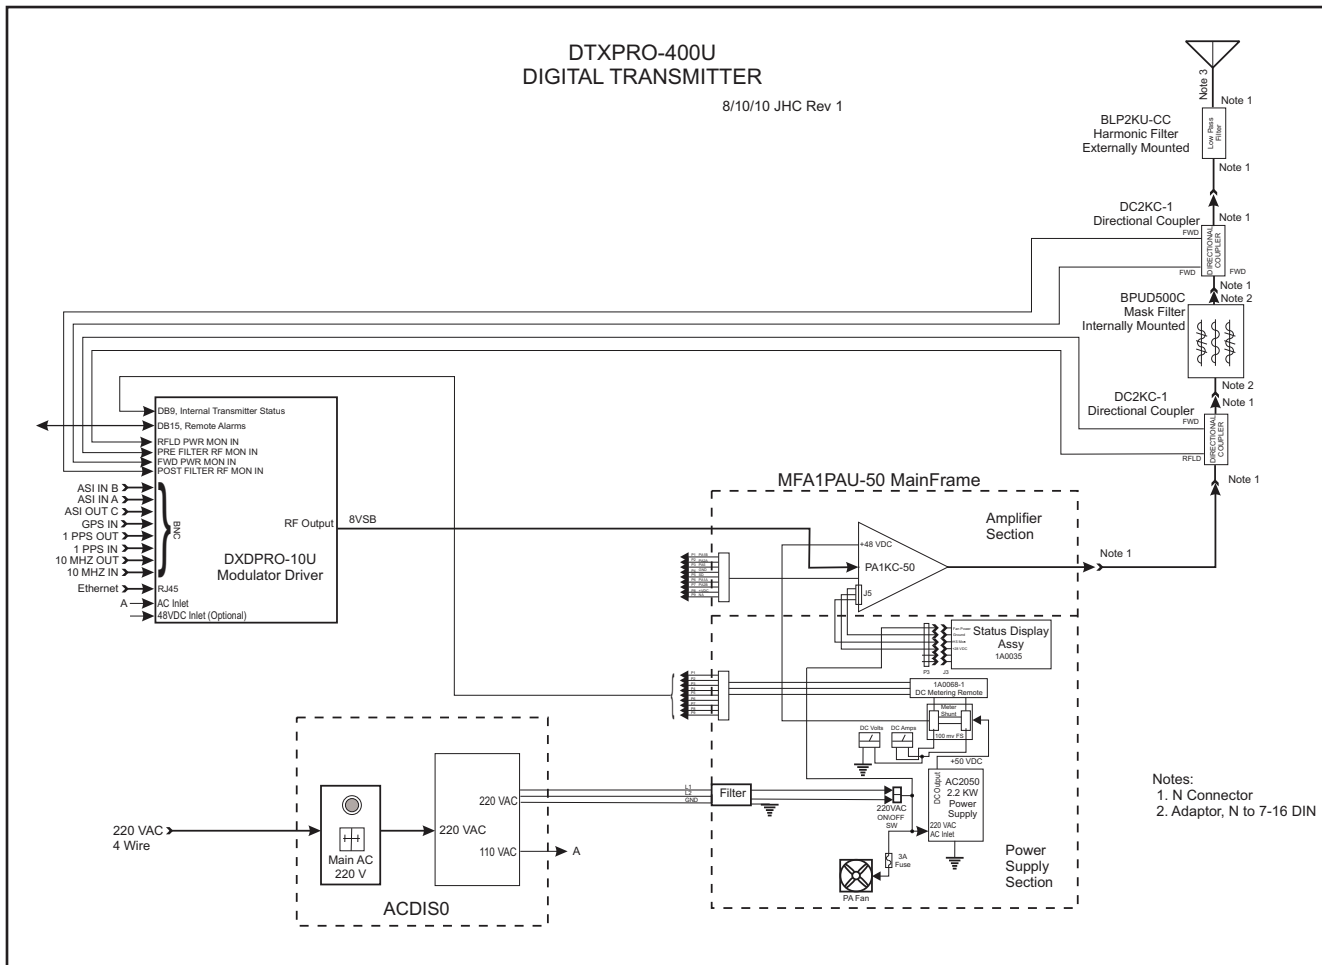 DTXPRO-400U
DIGITAL TRANSMITTER
8/10/10 JHC Rev 1
Note 3
Note 1
BLP2KU-CC
Harmonic Filter
Externally Mounted
Low Pass
Filter
Note 1
DC2KC-1
Directional Coupler
Note 1
FWD
DIRECTIONAL
COUPLER
FWD
FWD
Note 1
Note 2
BPUD500C
Mask Filter
Internally Mounted
Note 2
DC2KC-1
Directional Coupler
Note 1
FWD
DIRECTIONAL
COUPLER
RFLD
Note 1
DB9, Internal Transmitter Status
DB15, Remote Alarms
RFLD PWR MON IN
PRE FILTER RF MON IN
FWD PWR MON IN
POST FILTER RF MON IN
ASI IN B
ASI IN A
ASI OUT C
GPS IN
1 PPS OUT
1 PPS IN
10 MHZ OUT
10 MHZ IN
BNC
Ethernet
RJ45
A
AC Inlet
48VDC Inlet (Optional)
RF Output
8VSB
DXDPRO-10U
Modulator Driver
MFA1PAU-50 MainFrame
Amplifier
Section
+48 VDC
PA1KC-50
J5
Note 1
Fan Power
Ground
+48 VDC
P3
J3
Status Display
Assy
1A0035
1A0068-1
DC Metering Remote
Meter
Shunt
100 mv FS
DC Volts
DC Amps
+50 VDC
DC Output
AC2050
2.2 KW
Power
Supply
220 VAC
AC Inlet
L1
L2
GND
Filter
220VAC
ON\OFF
SW
3A
Fuse
PA Fan
Power
Supply
Section
220 VAC
4 Wire
Main AC
220 V
220 VAC
220 VAC
110 VAC
A
ACDIS0
Notes:
1. N Connector
2. Adaptor, N to 7-16 DIN